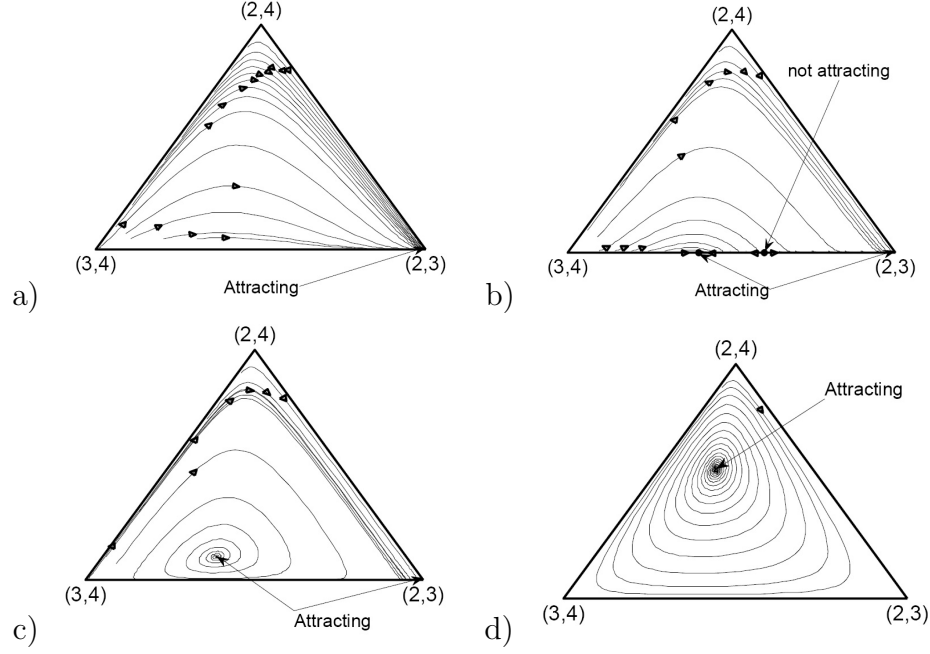 (2,4)
(3,4)
(2,3)
Attracting
a)
(2,4)
not attracting
(3,4)
(2,3)
Attracting
b)
(2,4)
(3,4)
(2,3)
Attracting
c)
(2,4)
Attracting
(3,4)
(2,3)
d)